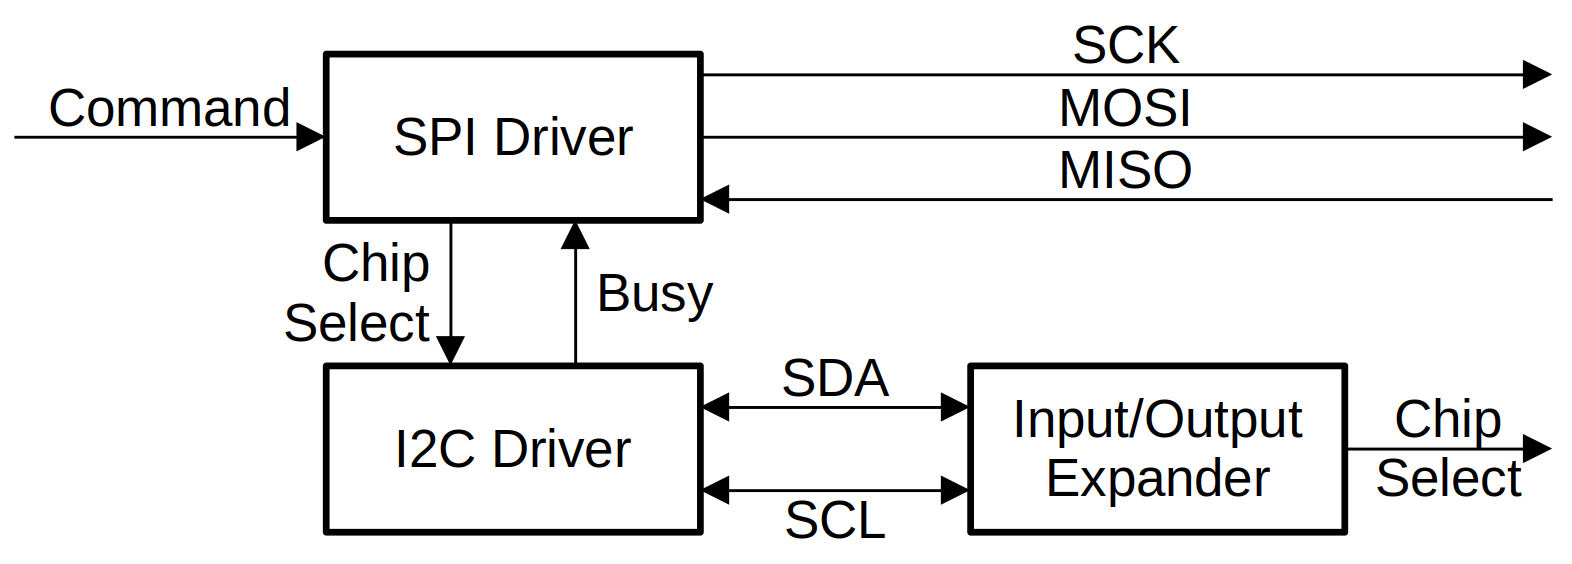 SCK
Command
SPI Driver
MOSI
MISO
Chip
Select
Busy
I2C Driver
SDA
SCL
Input/Output
Expander
Chip
Select